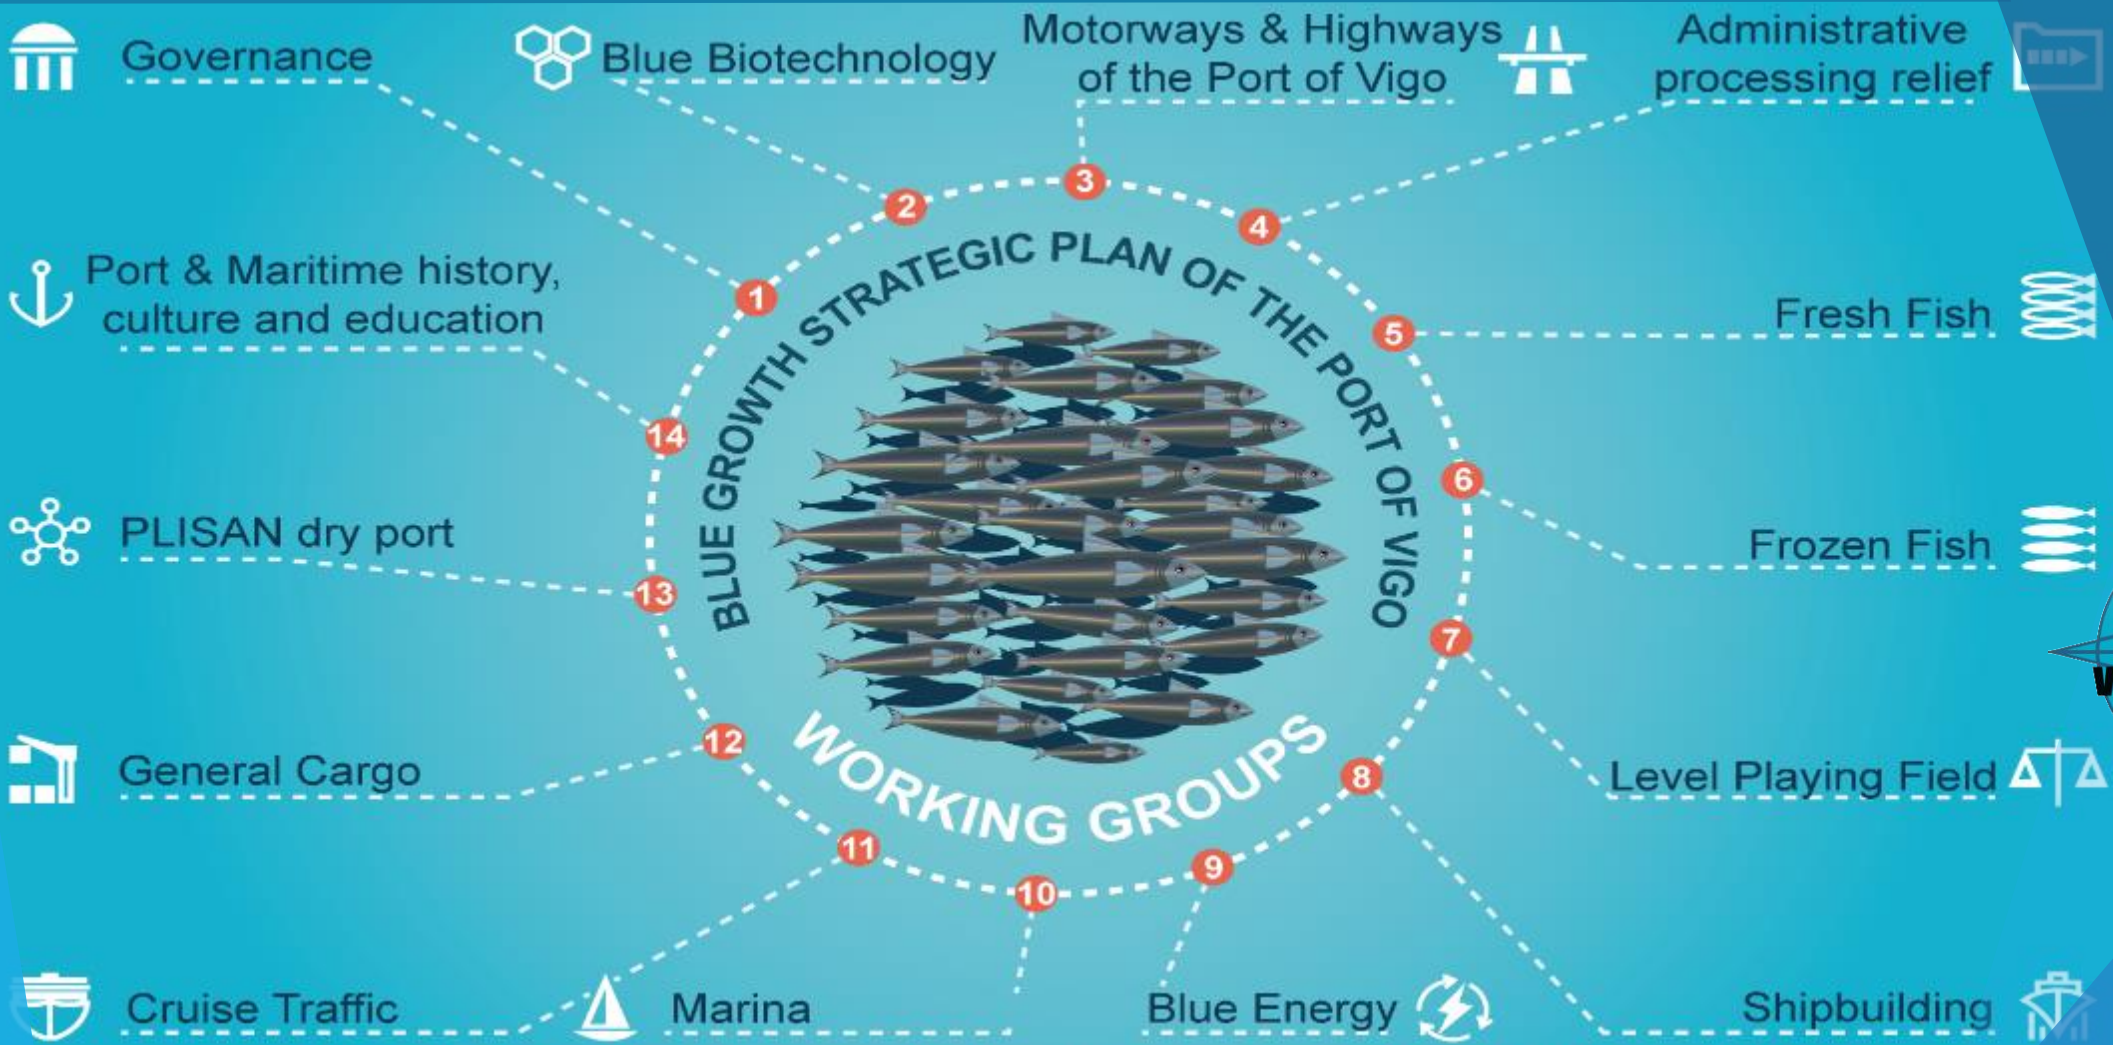 Governance
Blue Biotechnology
Motorways & Highways
of the Port of Vigo
Administrative
processing relief
Port & Maritime history,
culture and education
Fresh Fish
PLISAN dry port
Frozen Fish
General Cargo
Level Playing Field
Cruise Traffic
Marina
Blue Energy
Shipbuilding
BLUE GROWTH STRATEGIC PLAN OF THE PORT OF VIGO
WORKING GROUPS
1
2
3
4
5
6
7
8
9
10
11
12
13
14